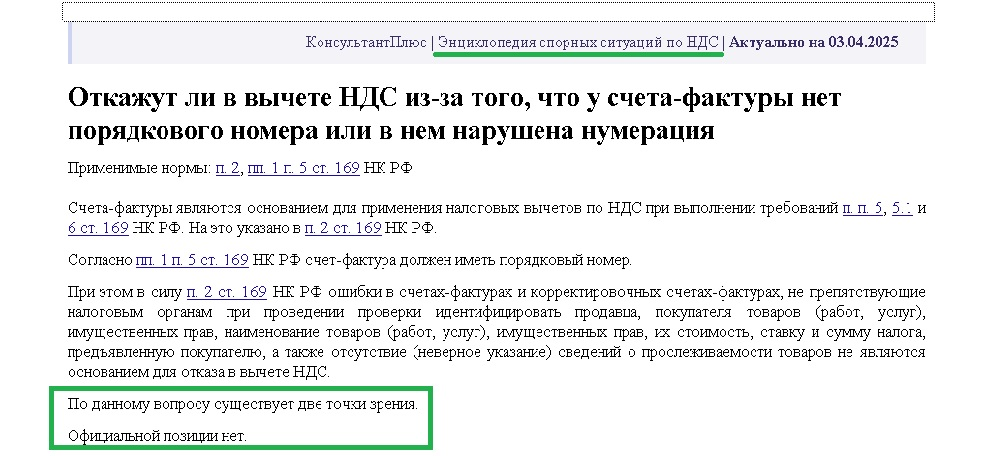 КонсультантПлюс | Энциклопедия спорных ситуаций по НДС | Актуально на 03.04.2025
Откажут ли в вычете НДС из-за того, что у счета-фактуры нет
порядкового номера или в нем нарушена нумерация
Применимые нормы: п. 2, пп. 1 п. 5 ст. 169 НК РФ
Счета-фактуры являются основанием для применения налоговых вычетов по НДС при выполнении требований п. п. 5, 5.1 и
6 ст. 169 НК РФ. На это указано в п. 2 ст. 169 НК РФ.
Согласно пп. 1 п. 5 ст. 169 НК РФ счет-фактура должен иметь порядковый номер.
При этом в силу п. 2 ст. 169 НК РФ ошибки в счетах-фактурах и корректировочных счетах-фактурах, не препятствующие
налоговым органам при проведении проверки идентифицировать продавца, покупателя товаров (работ, услуг),
имущественных прав, наименование товаров (работ, услуг), имущественных прав, их стоимость, ставку и сумму налога,
предъявленную покупателю, а также отсутствие (неверное указание) сведений о прослеживаемости товаров не являются
основанием для отказа в вычете НДС.
По данному вопросу существует две точки зрения.
Официальной позиции нет.